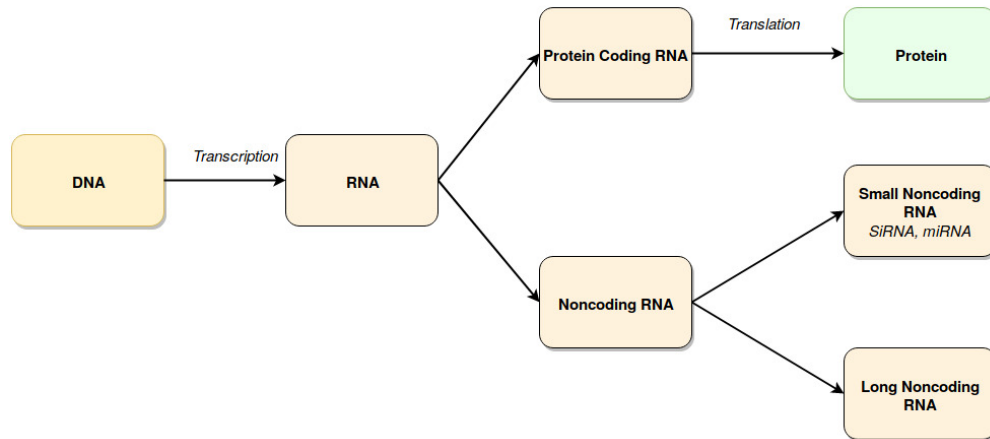 Translation
Protein Coding RNA
Protein
Transcription
DNA
RNA
Small Noncoding
RNA
SiRNA, miRNA
Noncoding RNA
Long Noncoding
RNA